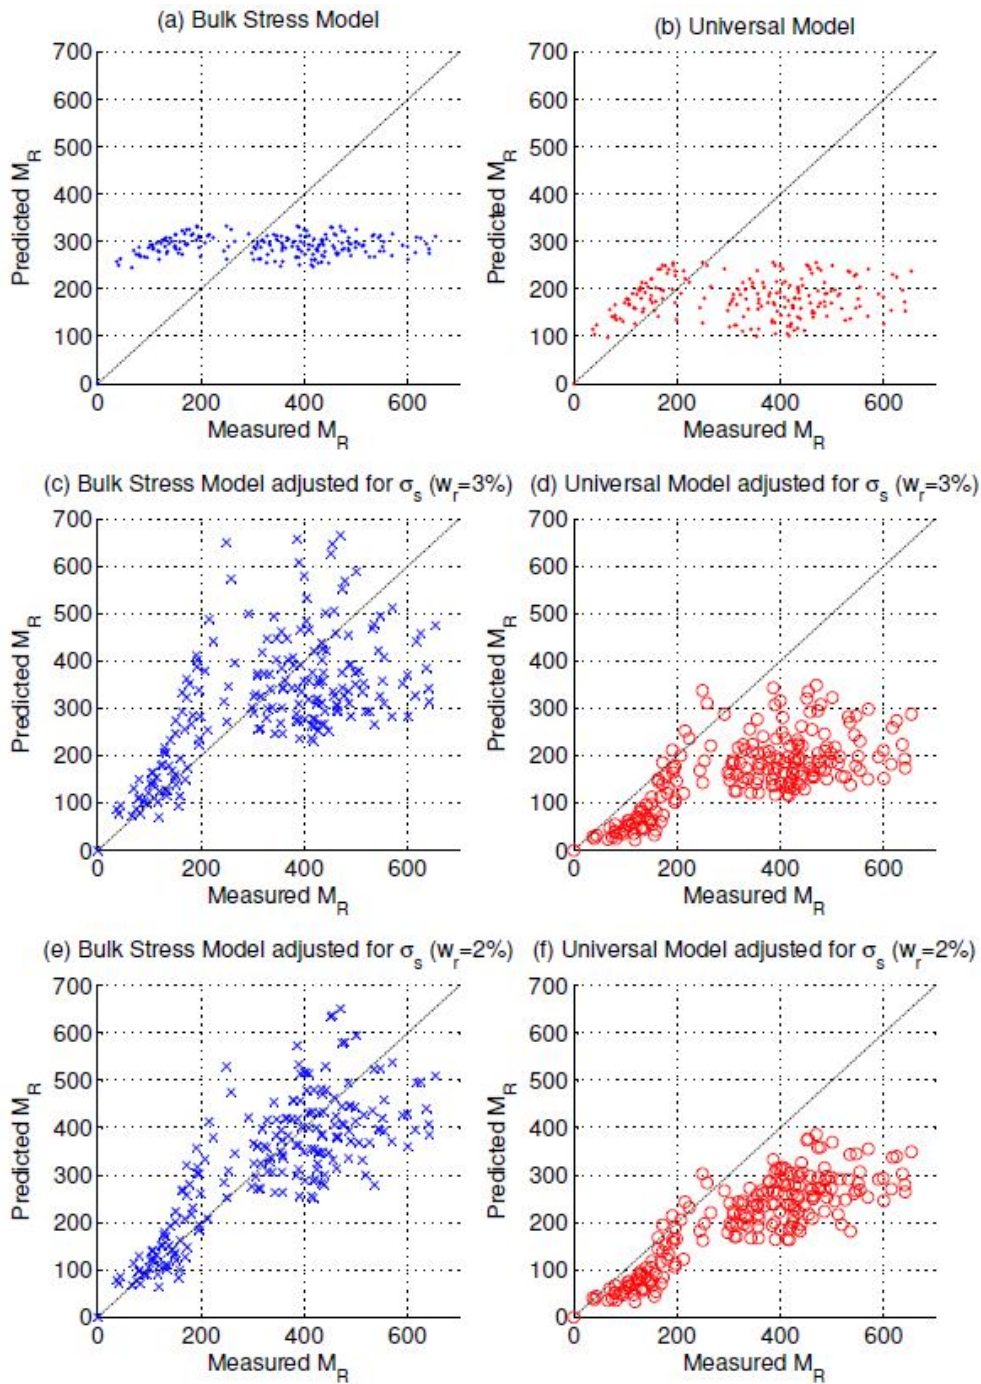 (a) Bulk Stress Model
(b) Universal Model
700
600
500
400
300
200
100
0
Predicted M_R
0 200 400 600
Measured M_R
700
600
500
400
300
200
100
0
Predicted M_R
0 200 400 600
Measured M_R
(c) Bulk Stress Model adjusted for σ_s (w_r=3%)
(d) Universal Model adjusted for σ_s (w_r=3%)
700
600
500
400
300
200
100
0
Predicted M_R
0 200 400 600
Measured M_R
700
600
500
400
300
200
100
0
Predicted M_R
0 200 400 600
Measured M_R
(e) Bulk Stress Model adjusted for σ_s (w_r=2%)
(f) Universal Model adjusted for σ_s (w_r=2%)
700
600
500
400
300
200
100
0
Predicted M_R
0 200 400 600
Measured M_R
700
600
500
400
300
200
100
0
Predicted M_R
0 200 400 600
Measured M_R